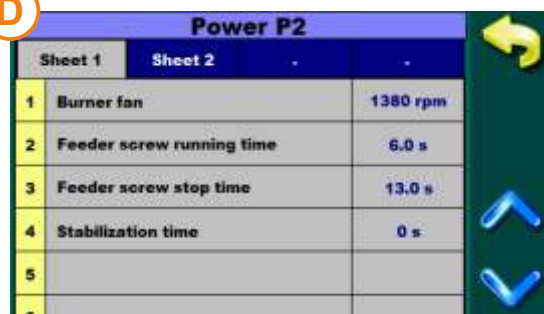 D
Power P2
Sheet 1 Sheet 2 - -
1 Burner fan 1380 rpm
2 Feeder screw running time 6.0 s
3 Feeder screw stop time 13.0 s
4 Stabilization time 0 s
5